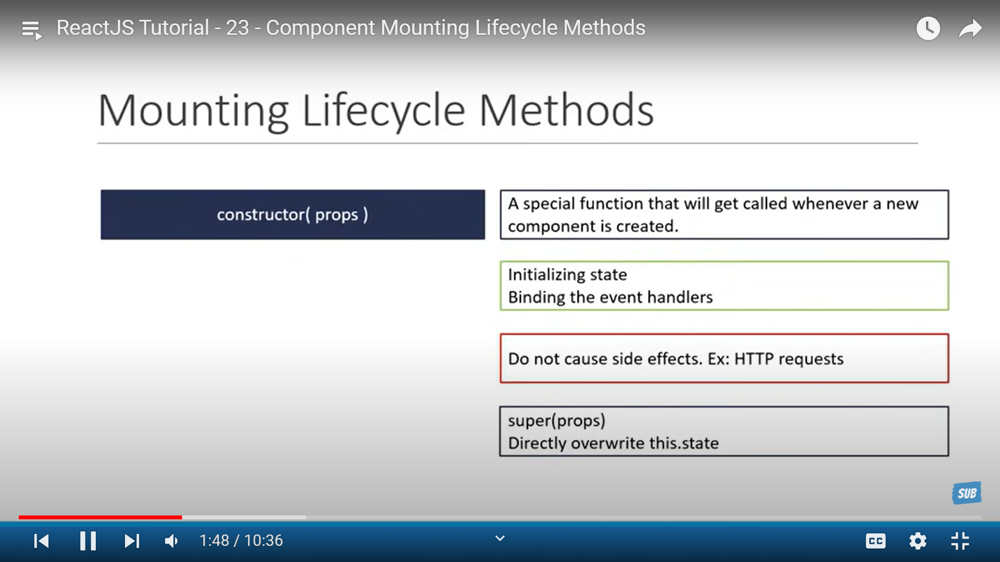 ReactJS Tutorial - 23 - Component Mounting Lifecycle Methods
Mounting Lifecycle Methods
constructor( props )
A special function that will get called whenever a new
component is created.
Initializing state
Binding the event handlers
Do not cause side effects. Ex: HTTP requests
super(props)
Directly overwrite this.state
SUB
1:48 / 10:36
CC